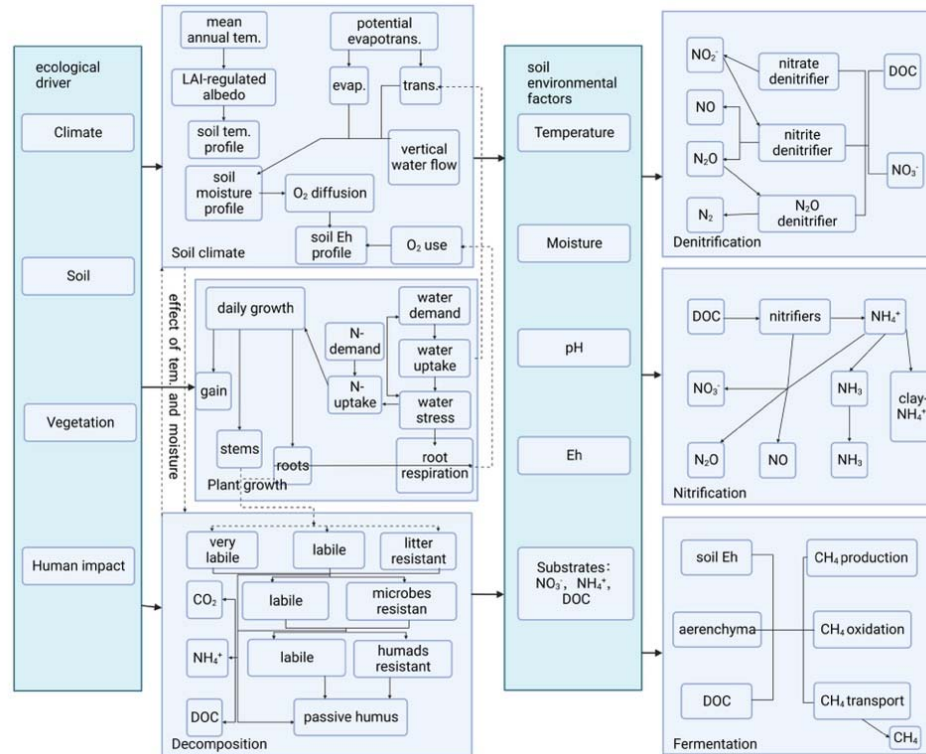 ecological
driver
Climate
Soil
Vegetation
Human impact
mean
annual tem.
LAI-regulated
albedo
soil tem.
profile
soil
moisture
profile
potential
evapotrans.
evap.
trans.
vertical
water flow
O₂ diffusion
soil Eh
profile
O₂ use
Soil climate
effect of tem. and moisture
daily growth
gain
stems
roots
N-
demand
N-
uptake
water
demand
water
uptake
water
stress
root
respiration
Plant growth
very
labile
labile
litter
resistant
labile
microbes
resistan
labile
humads
resistant
passive humus
CO₂
NH₄⁺
DOC
Decomposition
soil
environmental
factors
Temperature
Moisture
pH
Eh
Substrates:
NO₃⁻, NH₄⁺,
DOC
NO₂⁻
NO
N₂O
N₂
nitrate
denitrifier
nitrite
denitrifier
N₂O
denitrifier
DOC
NO₃⁻
Denitrification
DOC
nitrifiers
NH₄⁺
NO₃⁻
NH₃
clay-
NH₄⁺
N₂O
NO
NH₃
Nitrification
soil Eh
aerenchyma
DOC
CH₄ production
CH₄ oxidation
CH₄ transport
CH₄
Fermentation